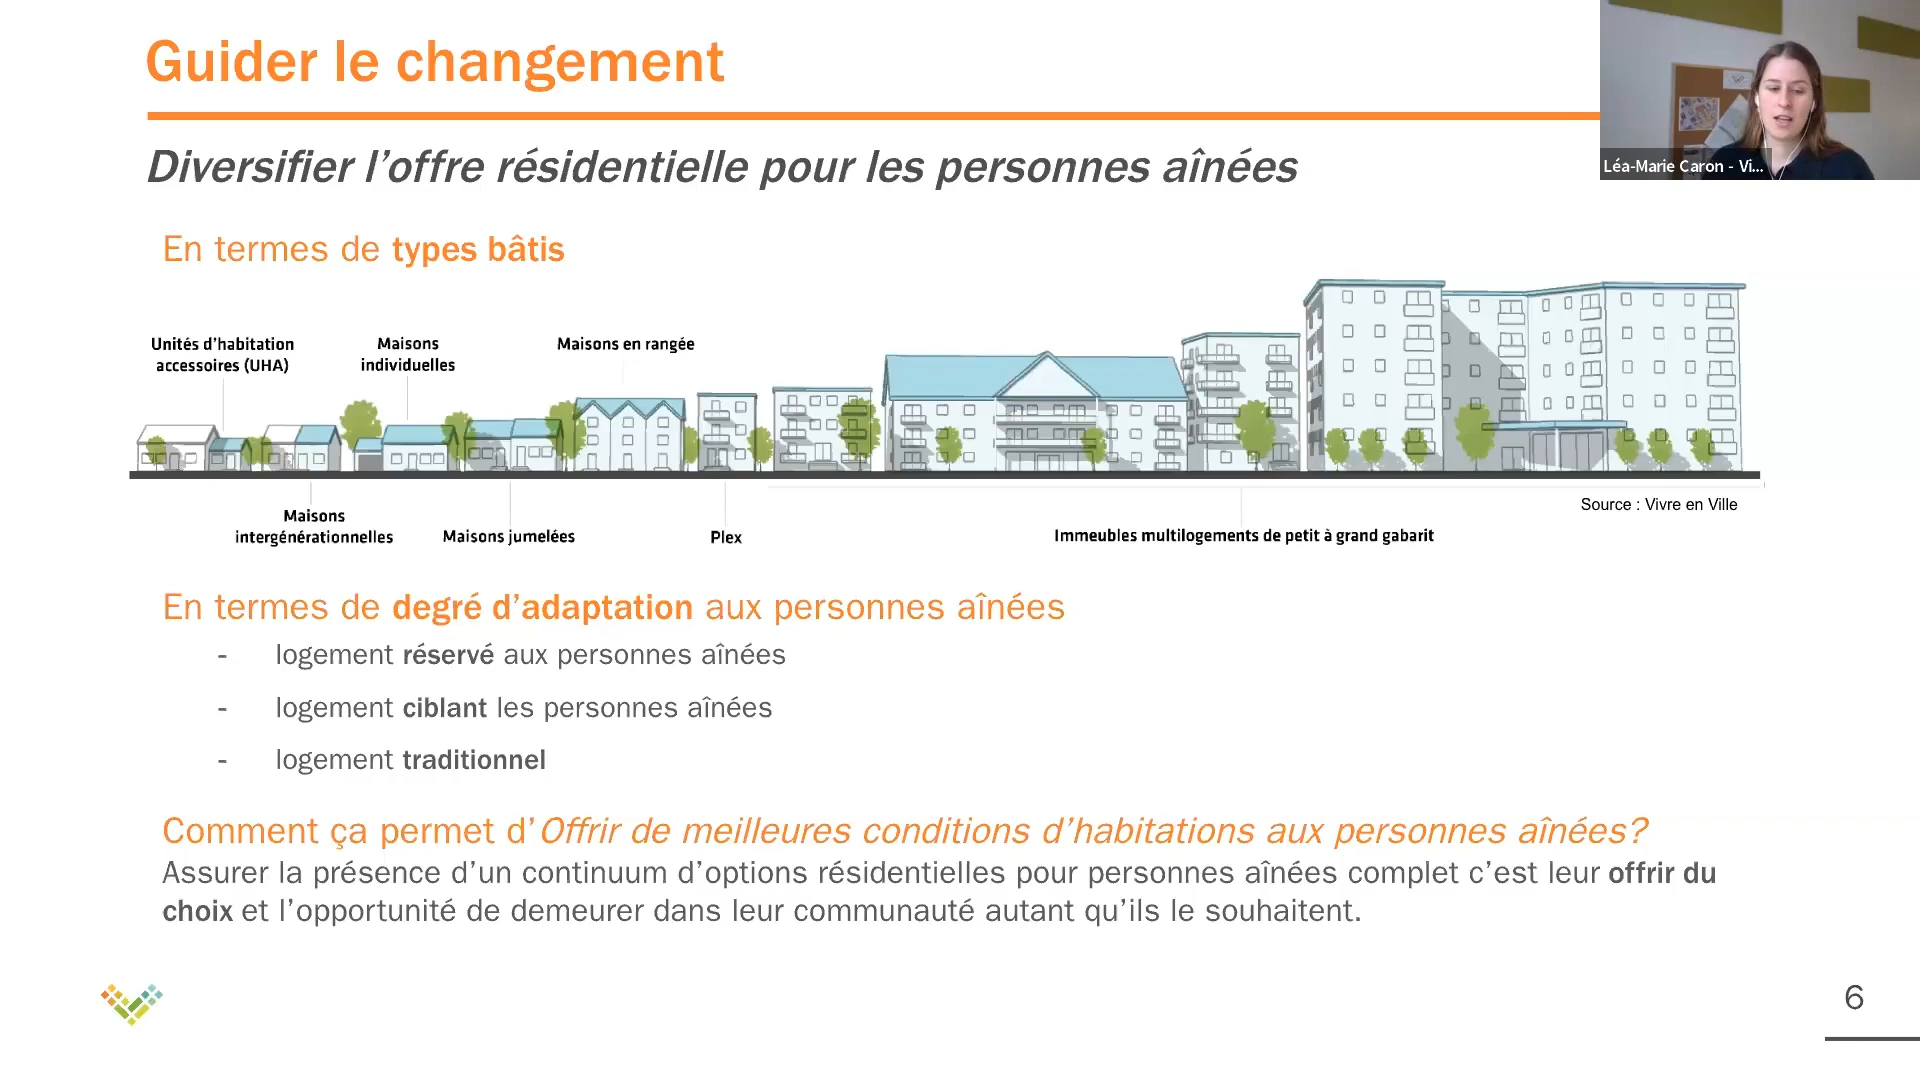 Guider le changement
Léa-Marie Caron - Vi...
Diversifier l'offre résidentielle pour les personnes aînées
En termes de types bâtis
Unités d'habitation
accessoires (UHA)
Maisons
individuelles
Maisons en rangée
Source : Vivre en Ville
Maisons
intergénérationnelles
Maisons jumelées
Plex
Immeubles multilogements de petit à grand gabarit
En termes de degré d'adaptation aux personnes aînées
- logement réservé aux personnes aînées
- logement ciblant les personnes aînées
- logement traditionnel
Comment ça permet d'Offrir de meilleures conditions d'habitations aux personnes aînées?
Assurer la présence d'un continuum d'options résidentielles pour personnes aînées complet c'est leur offrir du
choix et l'opportunité de demeurer dans leur communauté autant qu'ils le souhaitent.
6